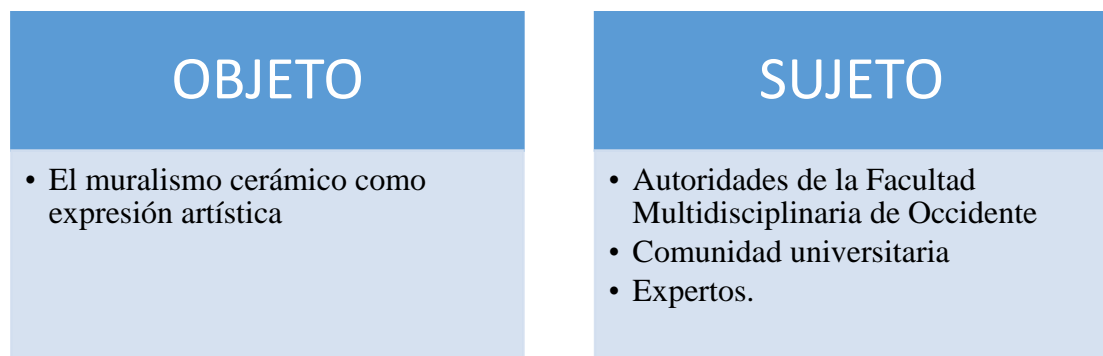 OBJETO
• El muralismo cerámico como
expresión artística
SUJETO
• Autoridades de la Facultad
Multidisciplinaria de Occidente
• Comunidad universitaria
• Expertos.